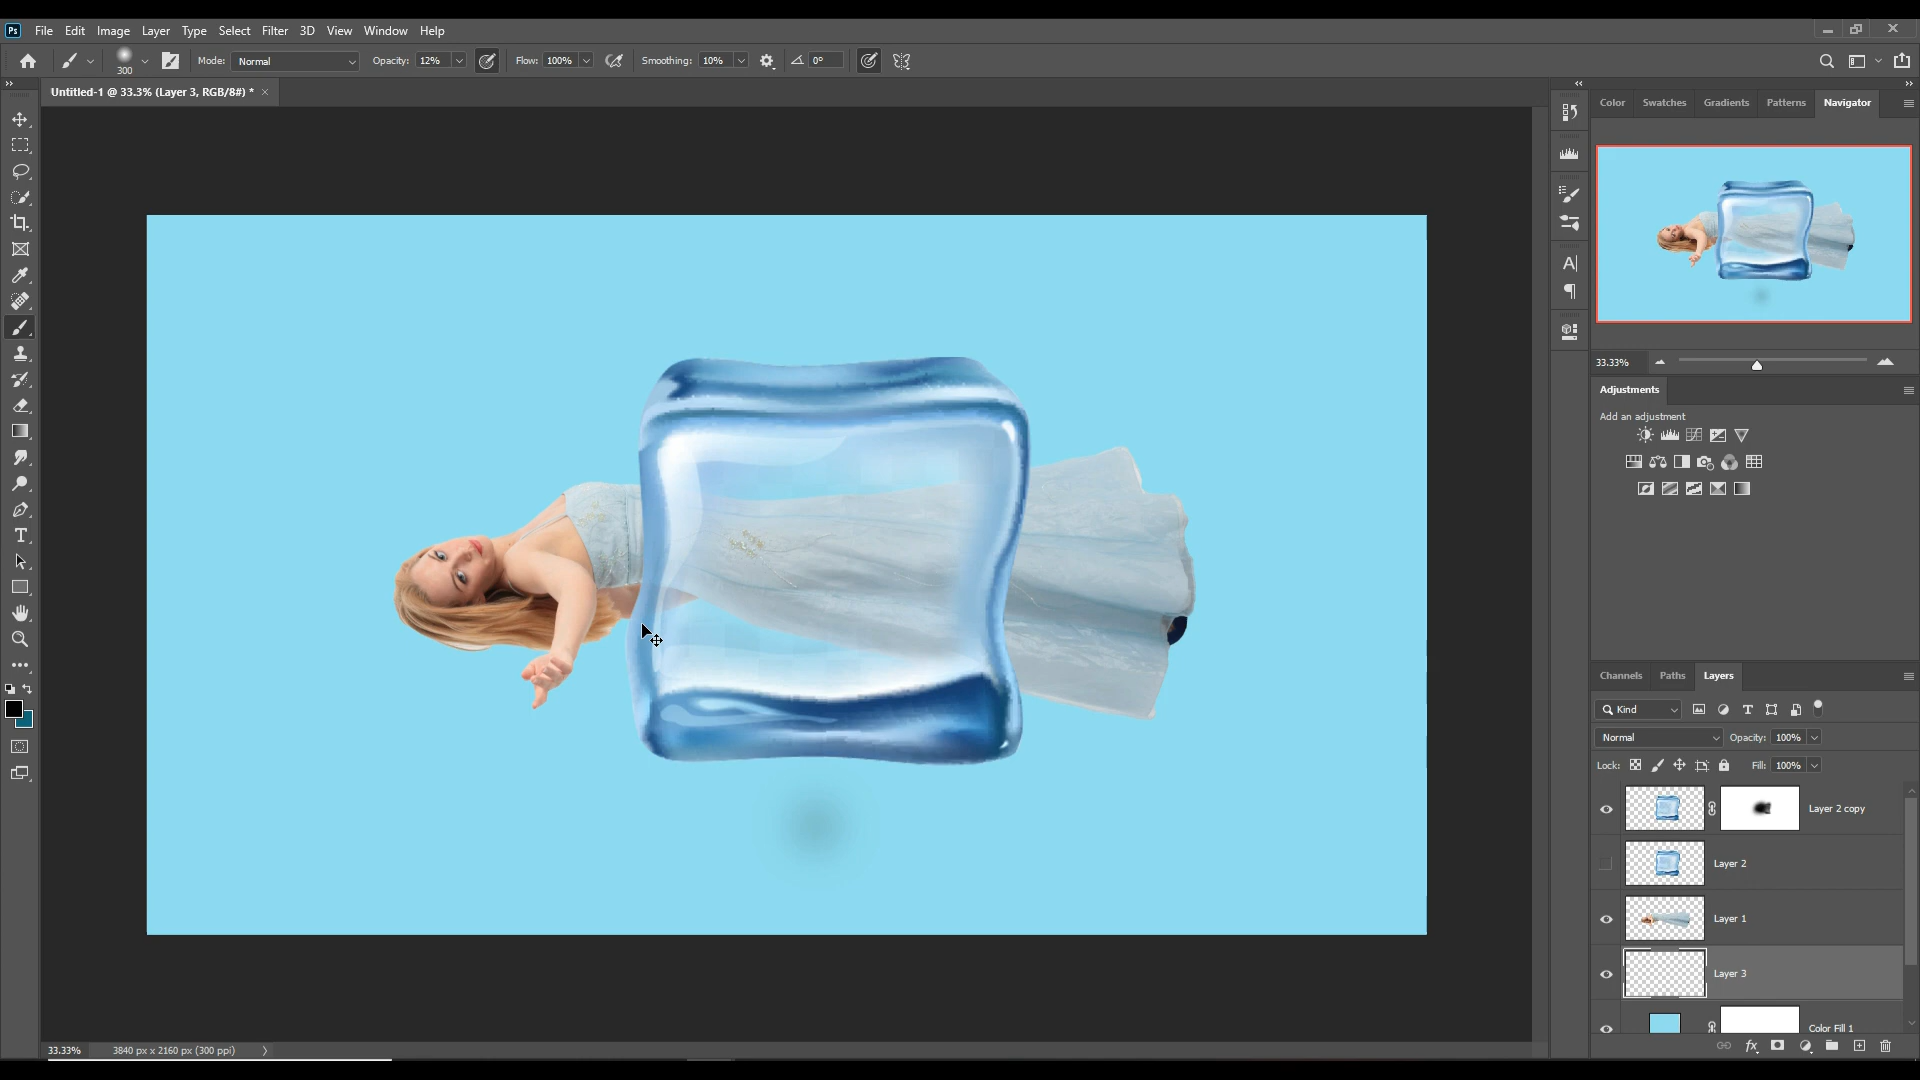 Ps File Edit Image Layer Type Select Filter 3D View Window Help
300 Mode: Normal Opacity: 12% Flow: 100% Smoothing: 10% 0°
Untitled-1 @ 33.3% (Layer 3, RGB/8#) * ×
Color Swatches Gradients Patterns Navigator
33.33%
Adjustments
Add an adjustment
Channels Paths Layers
Kind
Normal Opacity: 100%
Lock: Fill: 100%
Layer 2 copy
Layer 2
Layer 1
Layer 3
Color Fill 1
fx
33.33% 3840 px x 2160 px (300 ppi)